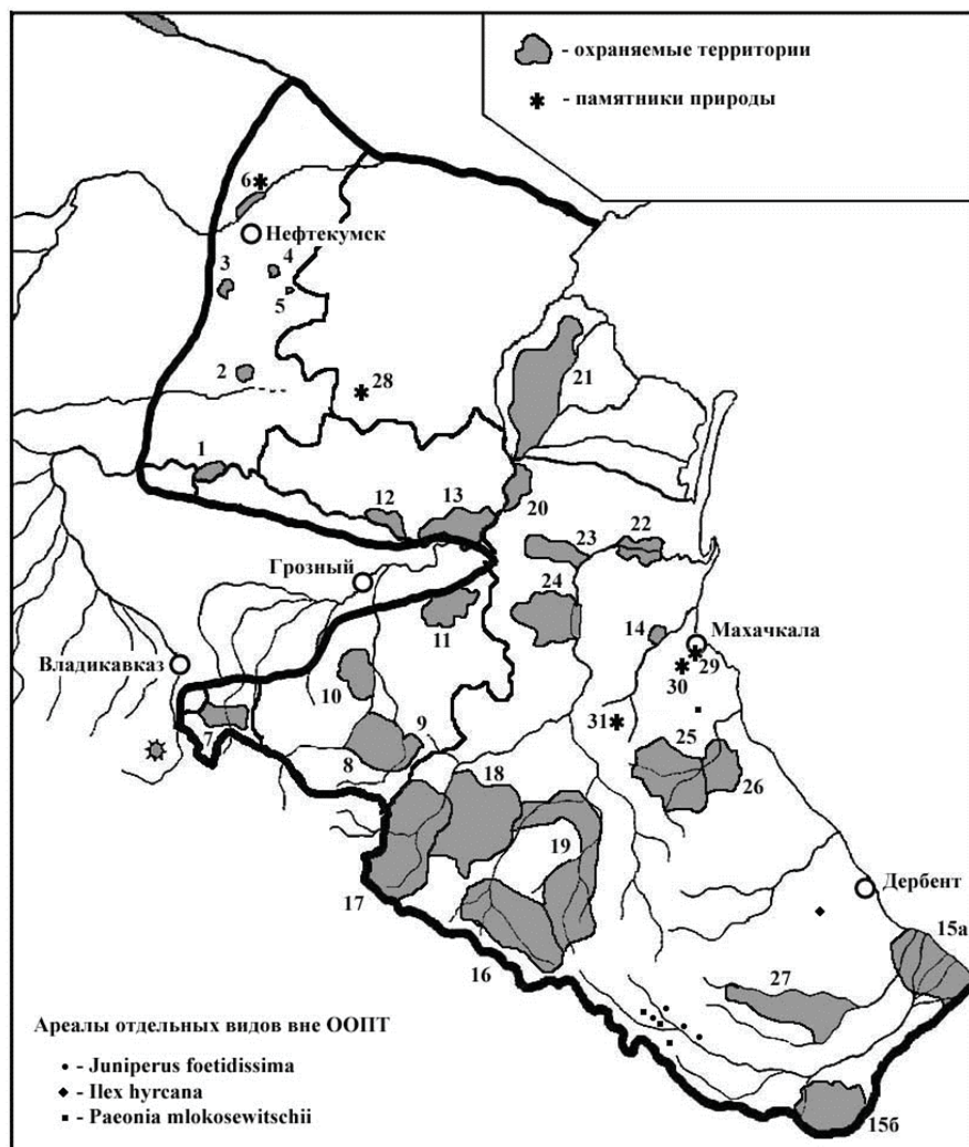 - охраняемые территории
- памятники природы
6
Нефтекумск
3
4
5
2
28
21
1
12
13
20
23
22
Грозный
24
11
14
Махачкала
29
30
Владикавказ
10
31
7
9
25
8
18
26
19
17
Дербент
15а
16
27
Ареалы отдельных видов вне ООПТ
- Juniperus foetidissima
- Ilex hyrcana
- Paeonia mlokosewitschii
15б